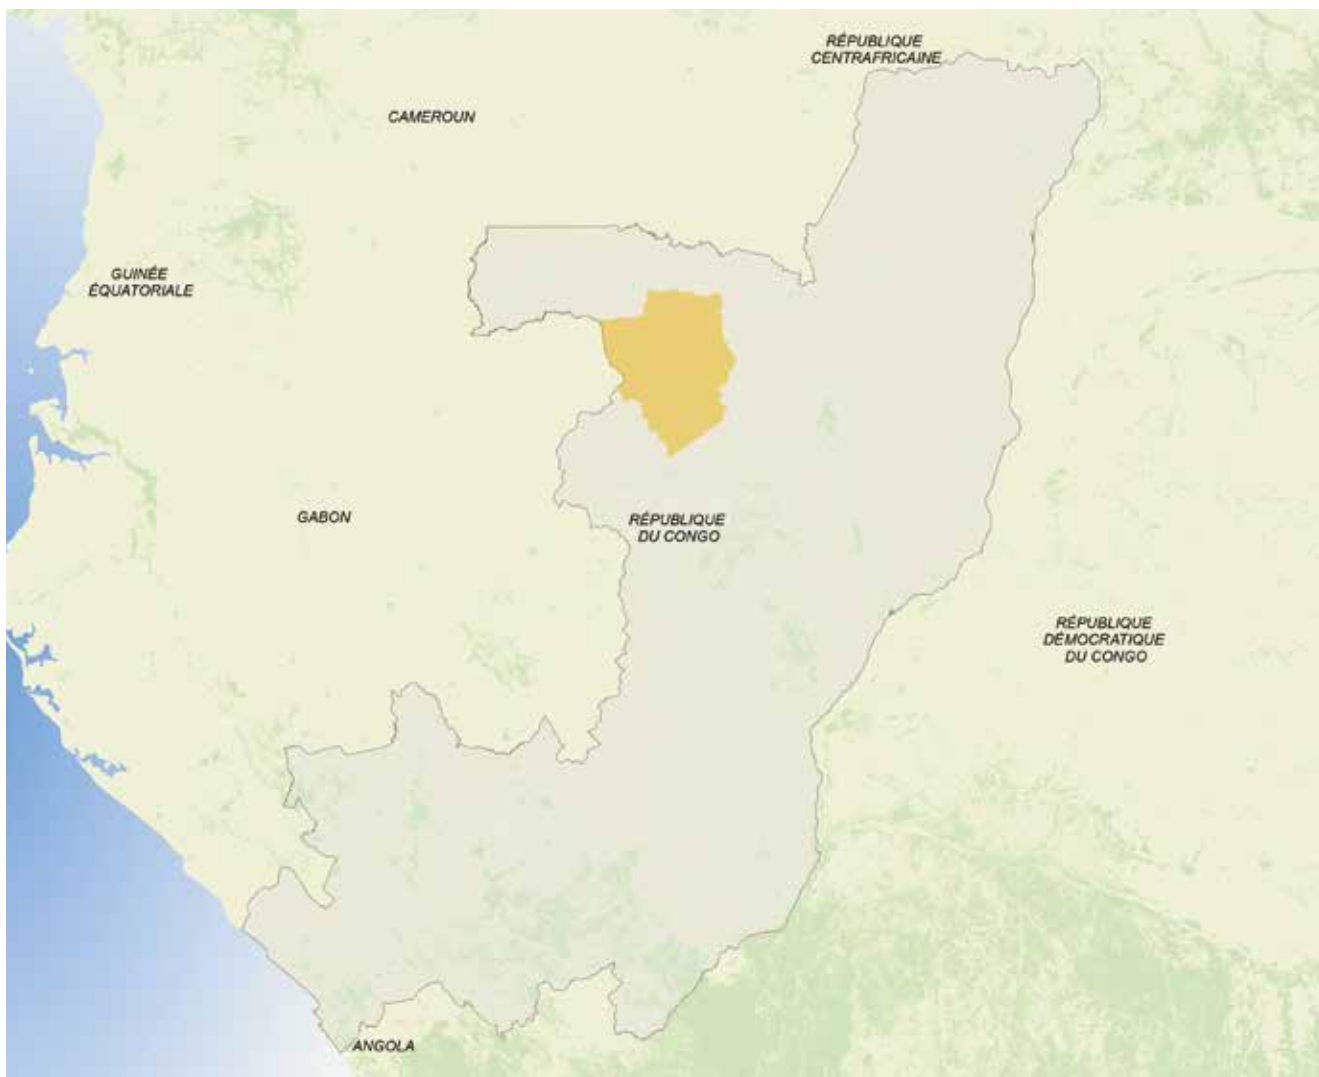 RÉPUBLIQUE
CENTRAFRICAINE
CAMEROUN
GUINÉE
ÉQUATORIALE
GABON
RÉPUBLIQUE
DU CONGO
RÉPUBLIQUE
DÉMOCRATIQUE
DU CONGO
ANGOLA